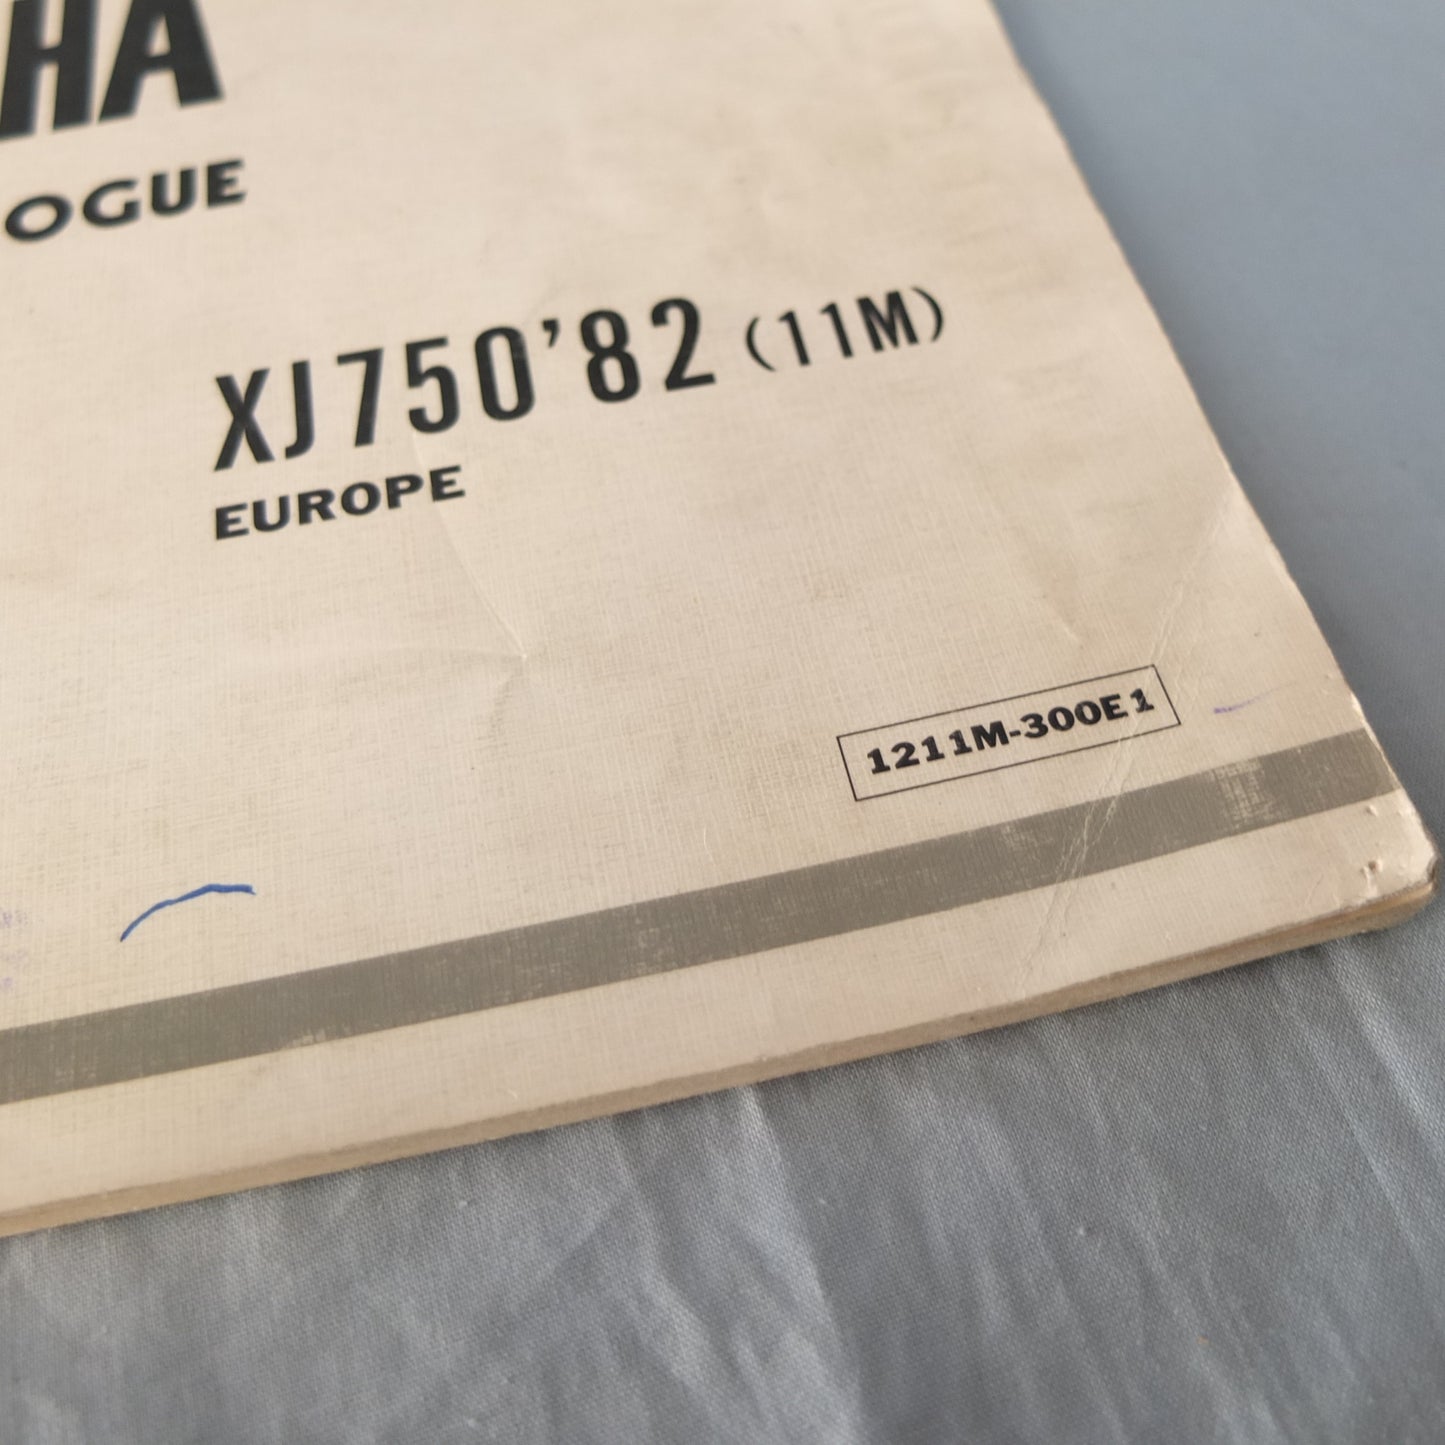 HA
OGUE
XJ750'82 (11M)
EUROPE
1211M-300E1